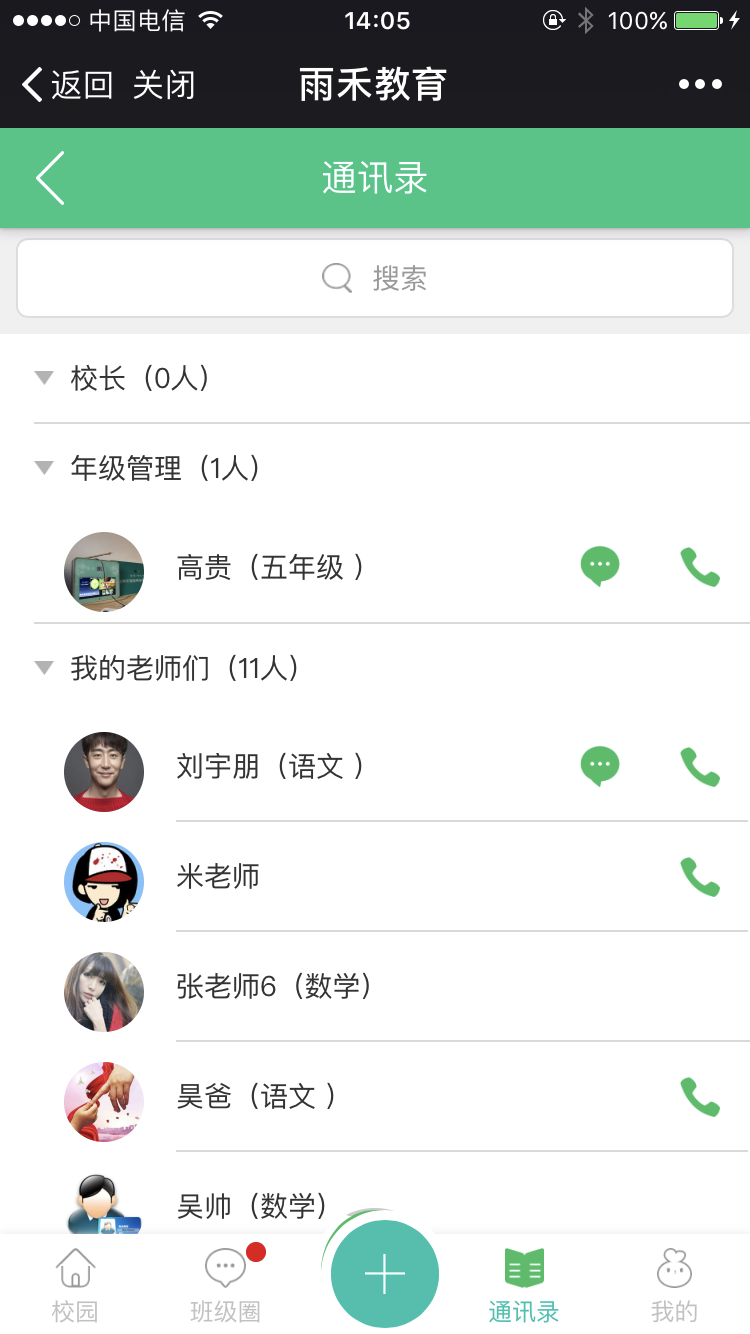 中国电信 14:05 100%
返回 关闭 雨禾教育
通讯录
搜索
校长（0人）
年级管理（1人）
高贵（五年级 ）
我的老师们（11人）
刘宇朋（语文 ）
米老师
张老师6（数学）
昊爸（语文 ）
吴帅（数学）
校园 班级圈 通讯录 我的